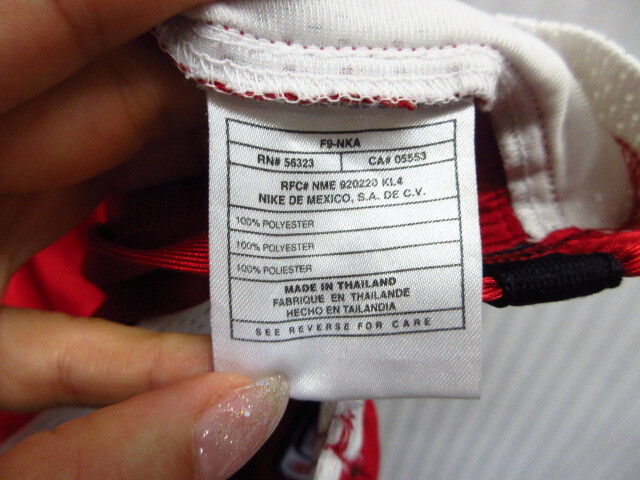 F9-NKA
RN# 56323 CA# 05553
RFC# NME 920220 KL4
NIKE DE MEXICO, S.A. DE C.V.
100% POLYESTER
100% POLYESTER
100% POLIESTER
MADE IN THAILAND
FABRIQUE EN THAILANDE
HECHO EN TAILANDIA
SEE REVERSE FOR CARE